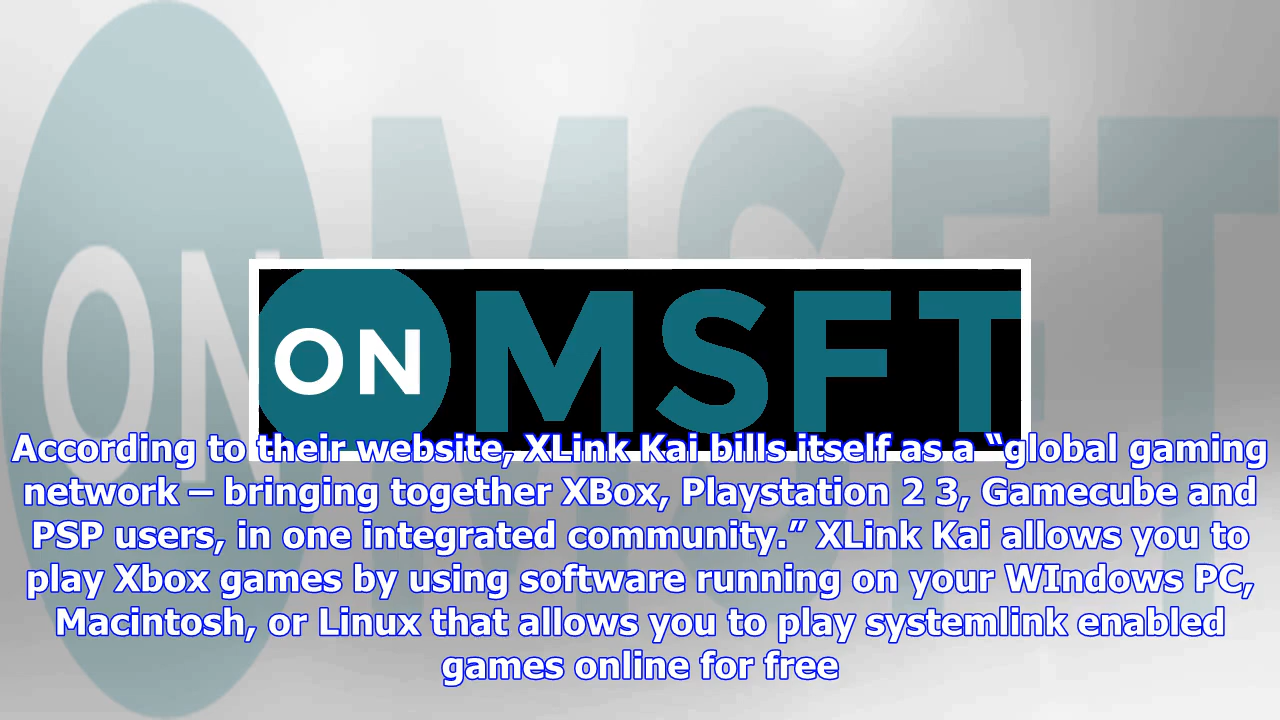 ON MSFT
ON MSFT
According to their website, XLink Kai bills itself as a “global gaming
network – bringing together XBox, Playstation 2 3, Gamecube and
PSP users, in one integrated community.” XLink Kai allows you to
play Xbox games by using software running on your WIndows PC,
Macintosh, or Linux that allows you to play systemlink enabled
games online for free